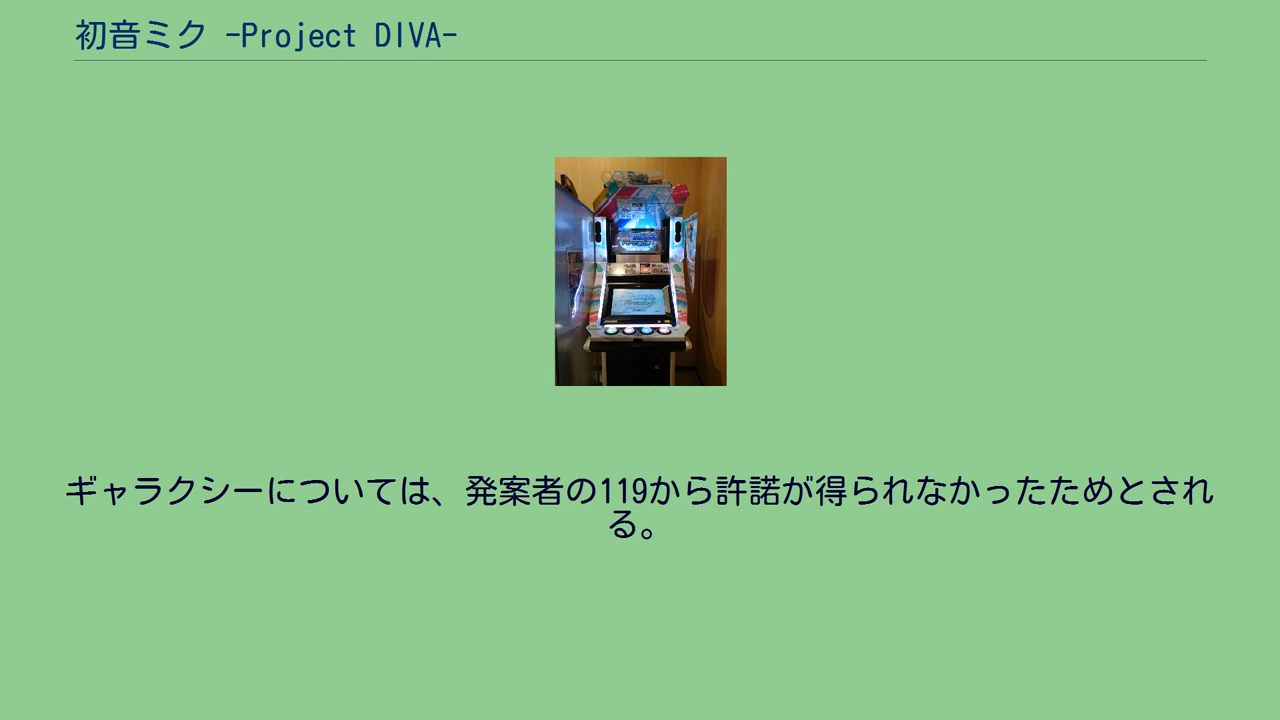 初音ミク -Project DIVA-
ギャラクシーについては、発案者の119から許諾が得られなかったためとされ
る。